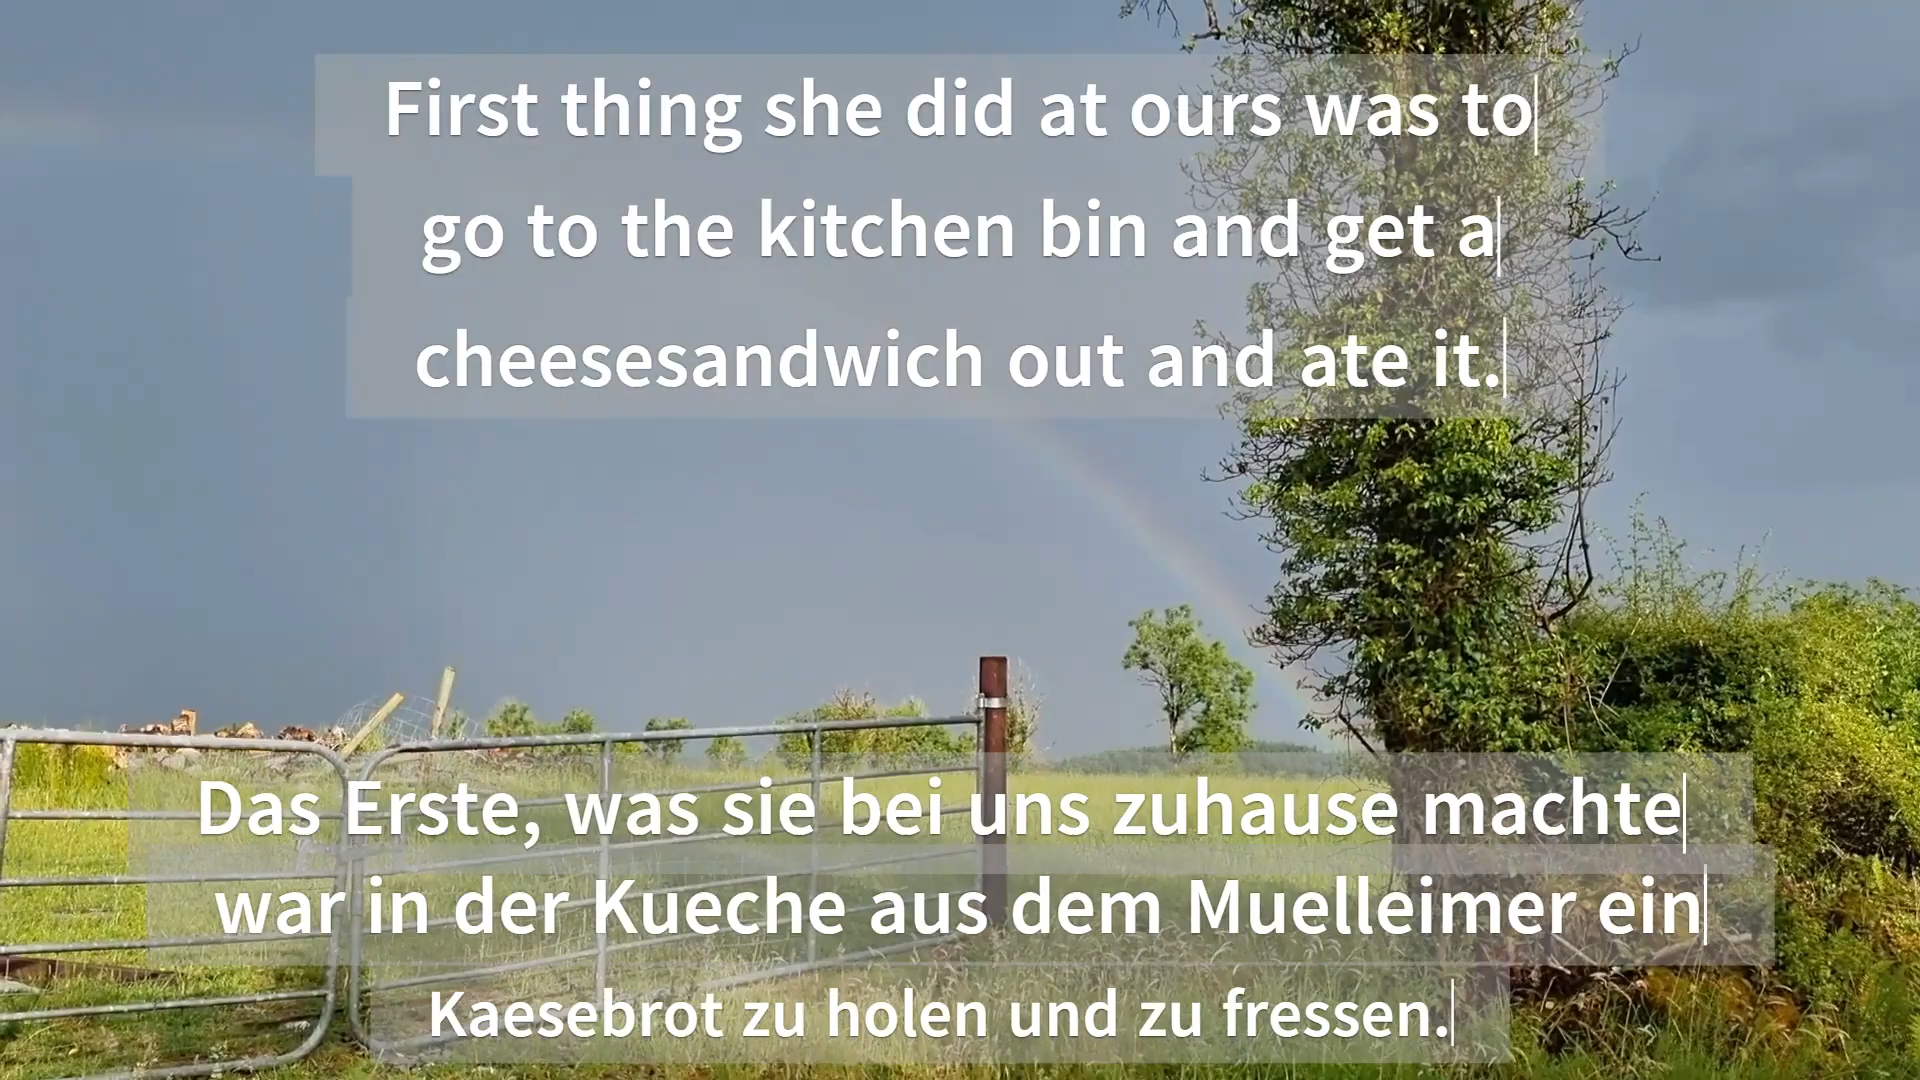 First thing she did at ours was to
go to the kitchen bin and get a
cheesesandwich out and ate it.
Das Erste, was sie bei uns zuhause machte
war in der Kueche aus dem Muelleimer ein
Kaesebrot zu holen und zu fressen.